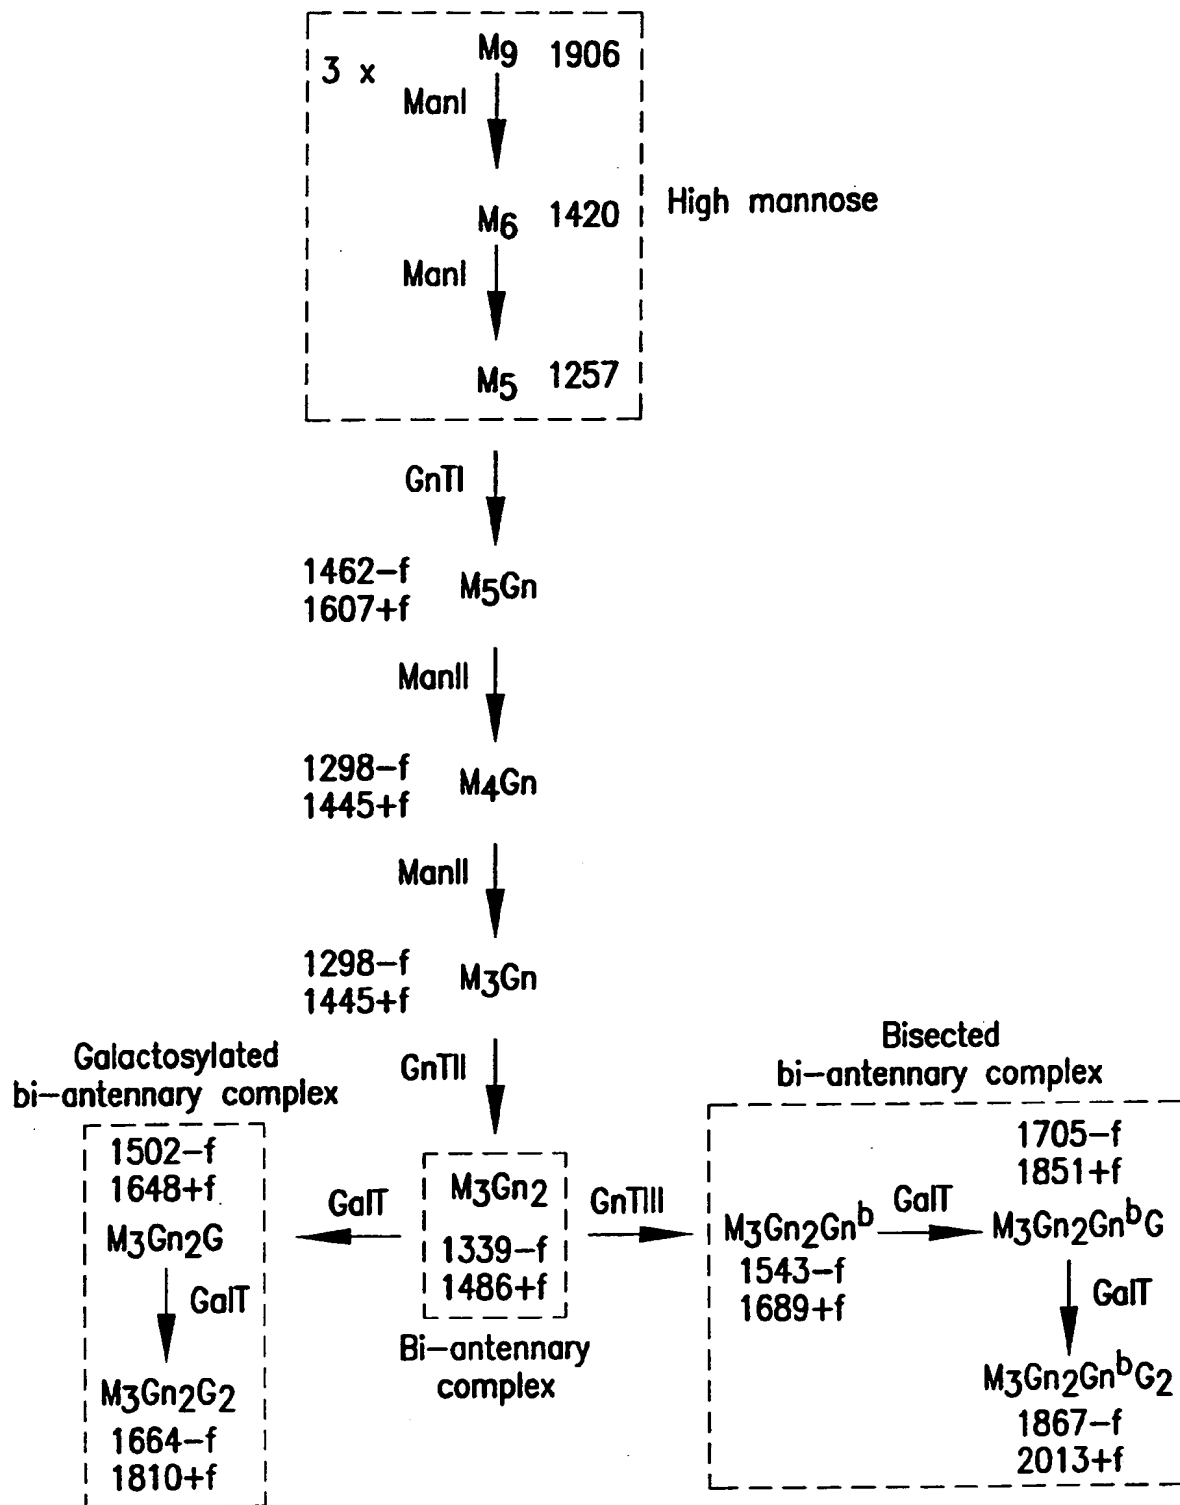 3 x
M9 1906
ManI
M6 1420
High mannose
ManI
M5 1257
GnTI
1462-f
1607+f
M5Gn
ManII
1298-f
1445+f
M4Gn
ManII
1298-f
1445+f
M3Gn
GnTII
Galactosylated
bi-antennary complex
1502-f
1648+f
M3Gn2G
GalT
M3Gn2G2
1664-f
1810+f
GalT
M3Gn2
1339-f
1486+f
Bi-antennary
complex
GnTIII
Bisected
bi-antennary complex
M3Gn2Gnb
1543-f
1689+f
GalT
1705-f
1851+f
M3Gn2GnbG
GalT
M3Gn2GnbG2
1867-f
2013+f